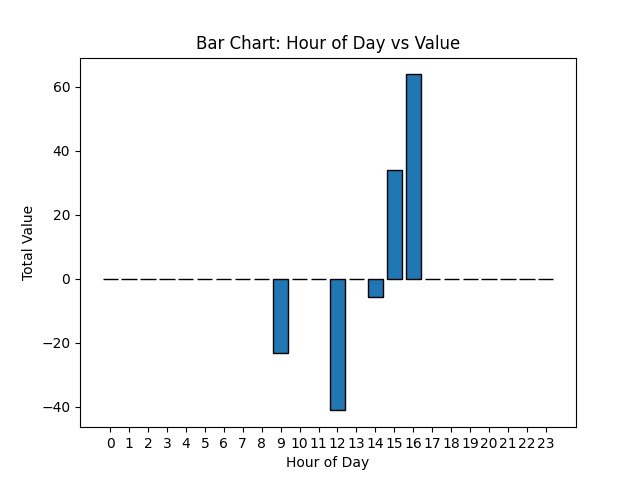 Bar Chart: Hour of Day vs Value
60
40
20
0
−20
−40
Total Value
0 1 2 3 4 5 6 7 8 9 10 11 12 13 14 15 16 17 18 19 20 21 22 23
Hour of Day